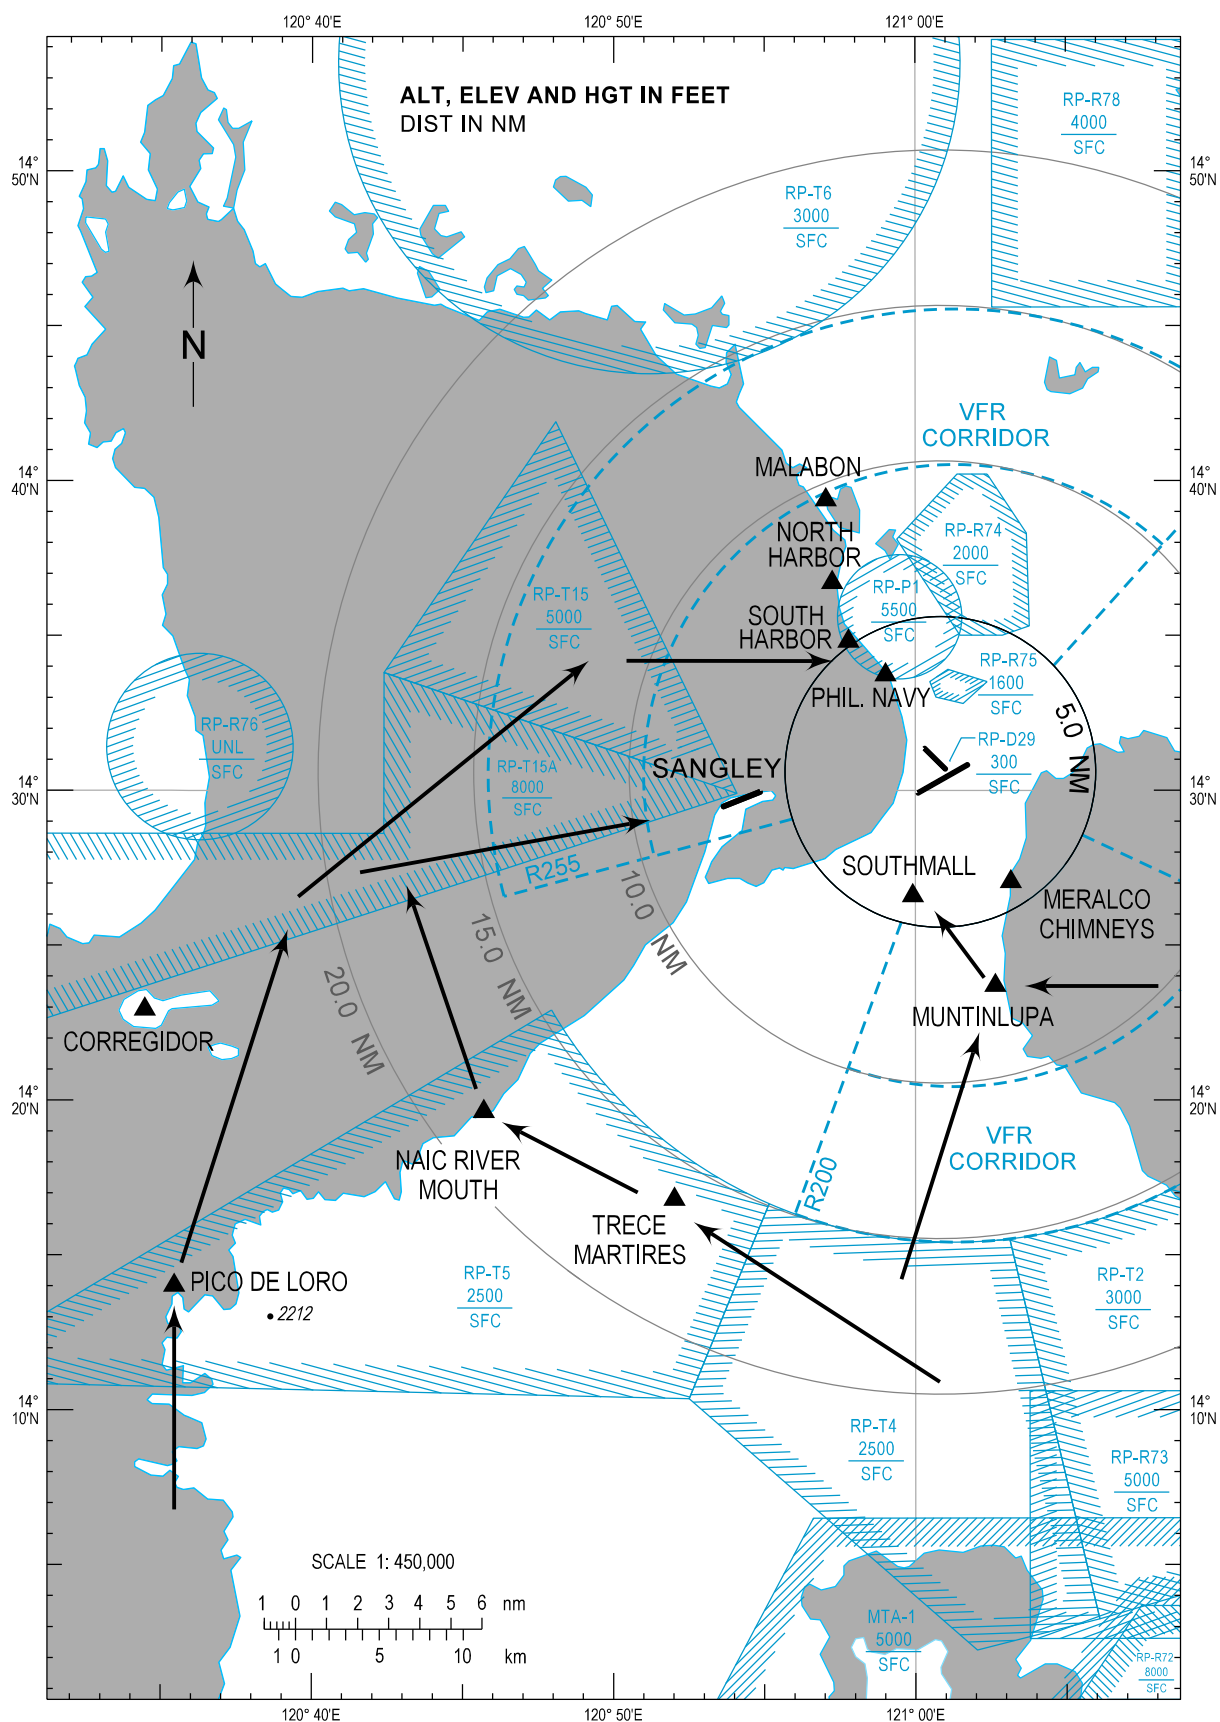 120° 40'E
120° 50'E
121° 00'E
ALT, ELEV AND HGT IN FEET
DIST IN NM
RP-R78
4000
SFC
14°
50'N
14°
50'N
RP-T6
3000
SFC
N
VFR
CORRIDOR
MALABON
14°
40'N
14°
40'N
NORTH
HARBOR
RP-R74
2000
SFC
RP-P1
5500
SFC
RP-T15
5000
SFC
SOUTH
HARBOR
RP-R75
1600
SFC
PHIL. NAVY
5.0 NM
RP-R76
UNL
SFC
RP-D29
300
SFC
RP-T15A
8000
SFC
SANGLEY
14°
30'N
14°
30'N
R255
SOUTHMALL
MERALCO
CHIMNEYS
10.0 NM
15.0 NM
20.0 NM
MUNTINLUPA
CORREGIDOR
14°
20'N
14°
20'N
VFR
CORRIDOR
NAIC RIVER
MOUTH
R200
TRECE
MARTIRES
PICO DE LORO
2212
RP-T5
2500
SFC
RP-T2
3000
SFC
14°
10'N
14°
10'N
RP-T4
2500
SFC
RP-R73
5000
SFC
SCALE 1: 450,000
1 0 1 2 3 4 5 6 nm
1 0 5 10 km
MTA-1
5000
SFC
RP-R72
8000
SFC
120° 40'E
120° 50'E
121° 00'E